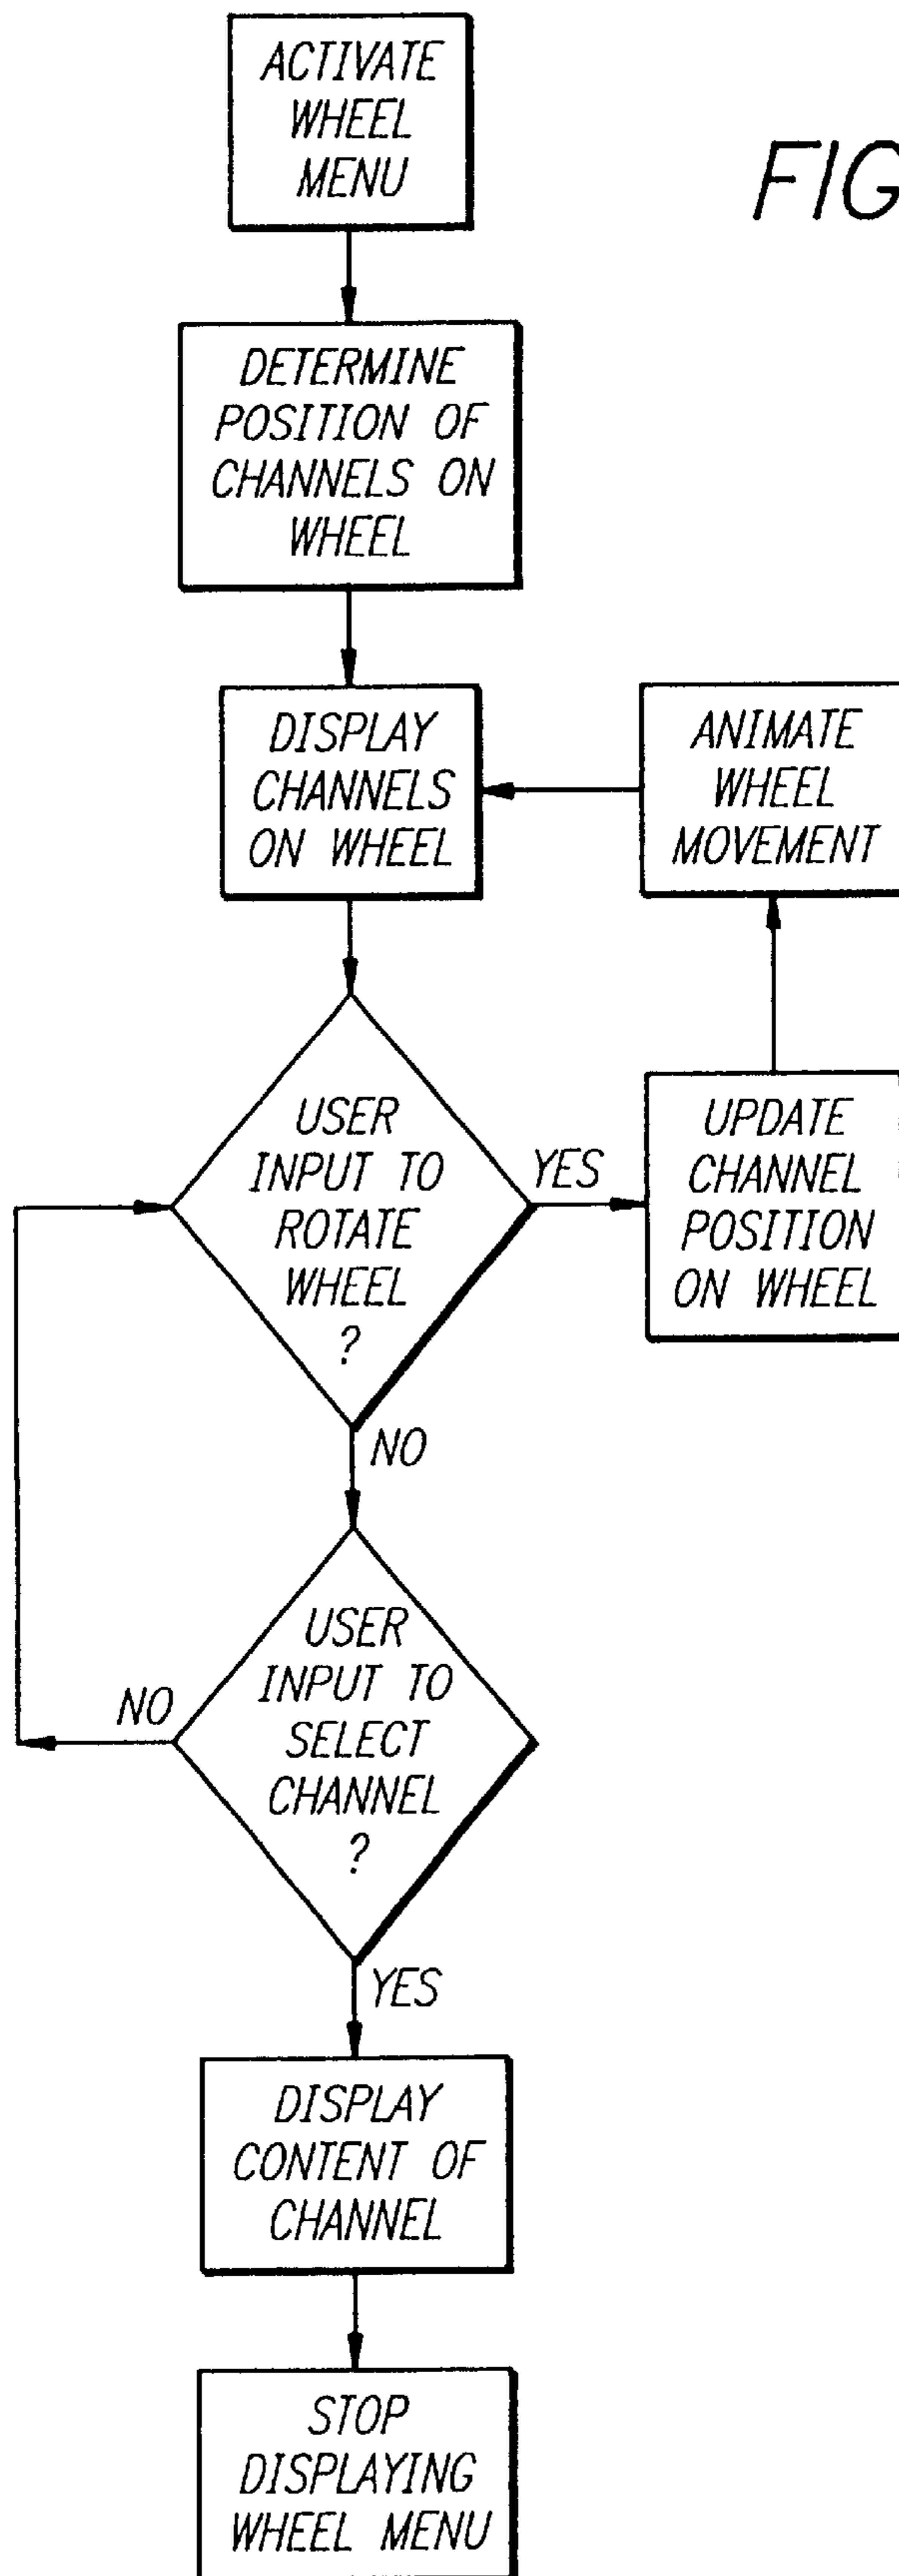 ACTIVATE
WHEEL
MENU
FIG
DETERMINE
POSITION OF
CHANNELS ON
WHEEL
DISPLAY
CHANNELS
ON WHEEL
ANIMATE
WHEEL
MOVEMENT
USER
INPUT TO
ROTATE
WHEEL
?
YES
UPDATE
CHANNEL
POSITION
ON WHEEL
NO
USER
INPUT TO
SELECT
CHANNEL
?
NO
YES
DISPLAY
CONTENT OF
CHANNEL
STOP
DISPLAYING
WHEEL MENU